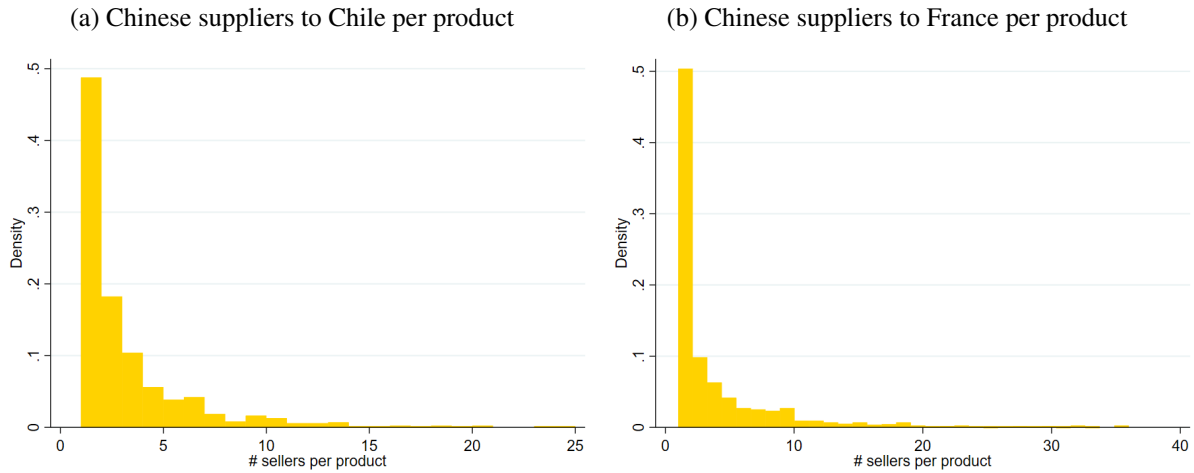 (a) Chinese suppliers to Chile per product
.5
.4
.3
.2
.1
0
Density
0 5 10 15 20 25
# sellers per product
(b) Chinese suppliers to France per product
.5
.4
.3
.2
.1
0
Density
0 10 20 30 40
# sellers per product